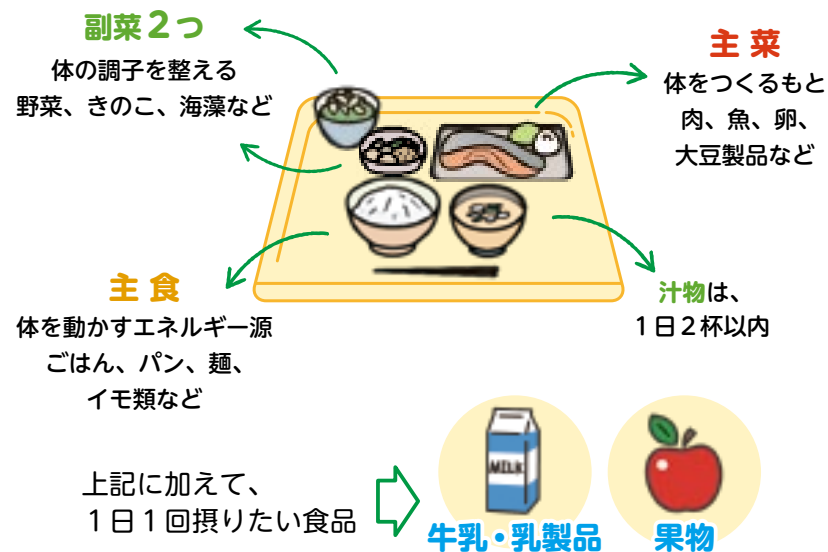 副菜２つ
体の調子を整える
野菜、きのこ、海藻など
主菜
体をつくるもと
肉、魚、卵、
大豆製品など
主食
体を動かすエネルギー源
ごはん、パン、麺、
イモ類など
汁物は、
１日２杯以内
上記に加えて、
１日１回摂りたい食品
MILK
牛乳・乳製品
果物